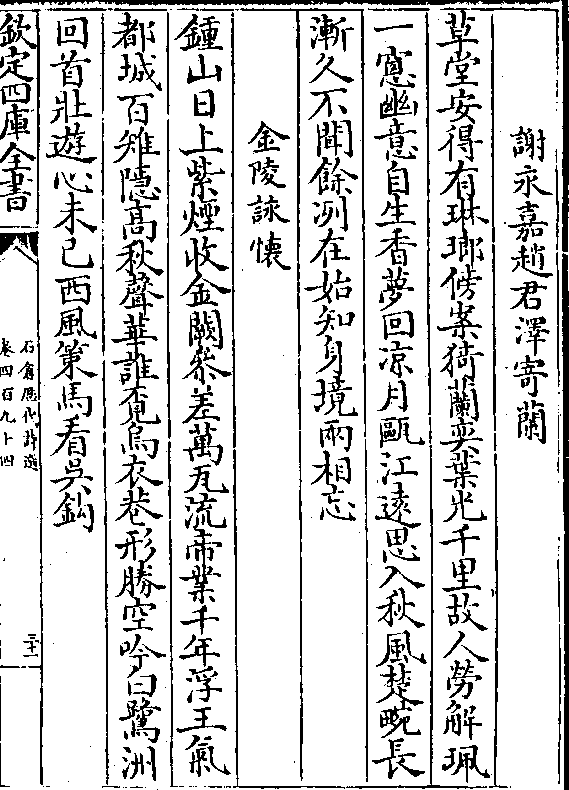 謝永嘉趙君澤寄蘭
草堂安得有琳瑯傍案猗蘭奕葉光千里故人勞解珮
一窻幽意自生香夢回凉月甌江遠思入秋風楚畹長
漸久不聞餘冽在始知身境兩相忘
金陵詠懷
鍾山日上紫煙收金闕參差萬瓦流帝業千年浮王氣
都城百雉隱高秋聲華誰覓烏衣巷形勝空吟白鷺洲
回首壯遊心未已西風策馬看吳鈎
欽定四庫全書
石倉歷代詩選
卷四百九十四
三十